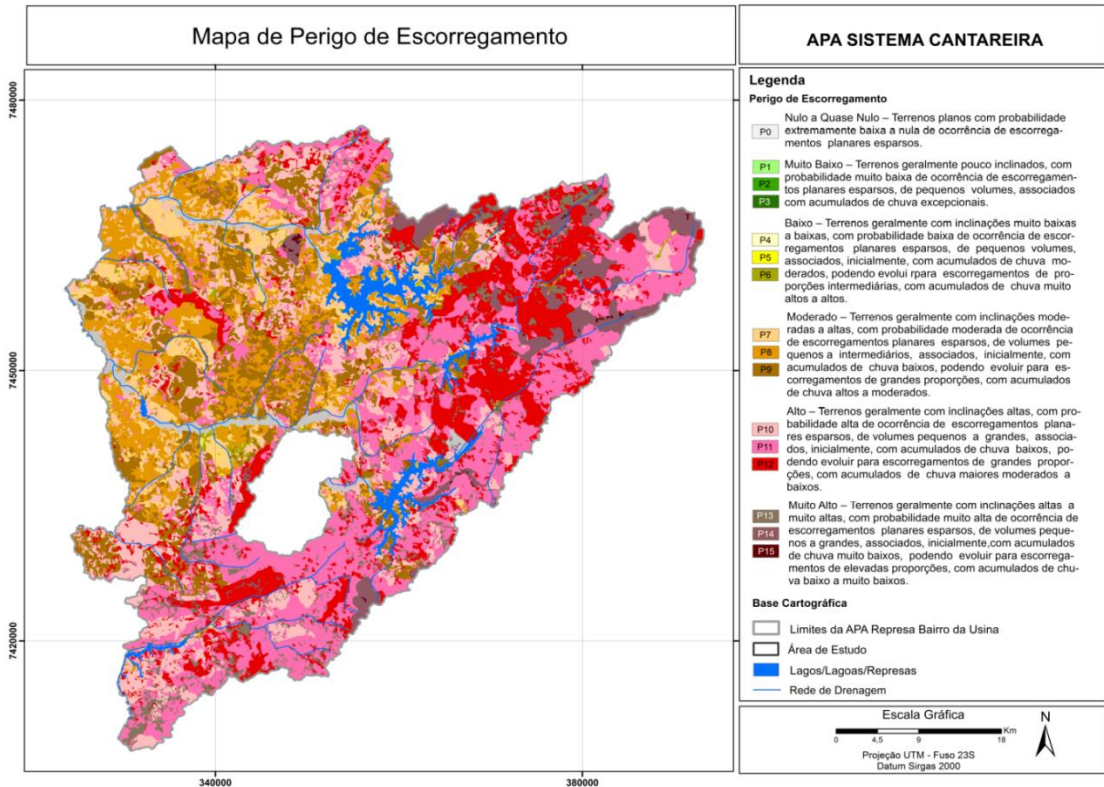 Mapa de Perigo de Escorregamento
APA SISTEMA CANTAREIRA
7480000
7450000
7420000
340000
380000
Legenda
Perigo de Escorregamento
P0
Nulo a Quase Nulo – Terrenos planos com probabilidade
extremamente baixa a nula de ocorrência de escorrega-
mentos planares esparsos.
P1
P2
P3
Muito Baixo – Terrenos geralmente pouco inclinados, com
probabilidade muito baixa de ocorrência de escorregamen-
tos planares esparsos, de pequenos volumes, associados
com acumulados de chuva excepcionais.
P4
P5
P6
Baixo – Terrenos geralmente com inclinações muito baixas
a baixas, com probabilidade baixa de ocorrência de escor-
regamentos planares esparsos, de pequenos volumes,
associados, inicialmente, com acumulados de chuva mo-
derados, podendo evolui rpara escorregamentos de pro-
porções intermediárias, com acumulados de chuva muito
altos a altos.
P7
P8
P9
Moderado – Terrenos geralmente com inclinações mode-
radas a altas, com probabilidade moderada de ocorrência
de escorregamentos planares esparsos, de volumes pe-
quenos a intermediários, associados, inicialmente, com
acumulados de chuva baixos, podendo evoluir para es-
corregamentos de grandes proporções, com acumulados
de chuva altos a moderados.
P10
P11
P12
Alto – Terrenos geralmente com inclinações altas, com pro-
babilidade alta de ocorrência de escorregamentos plana-
res esparsos, de volumes pequenos a grandes, associa-
dos, inicialmente, com acumulados de chuva baixos, po-
dendo evoluir para escorregamentos de grandes propor-
ções, com acumulados de chuva maiores moderados a
baixos.
P13
P14
P15
Muito Alto – Terrenos geralmente com inclinações altas a
muito altas, com probabilidade muito alta de ocorrência de
escorregamentos planares esparsos, de volumes peque-
nos a grandes, associados, inicialmente,com acumulados
de chuva muito baixos, podendo evoluir para escorrega-
mentos de elevadas proporções, com acumulados de chu-
va baixo a muito baixos.
Base Cartográfica
Limites da APA Represa Bairro da Usina
Área de Estudo
Lagos/Lagoas/Represas
Rede de Drenagem
Escala Gráfica
0 4,5 9 18 Km
N
Projeção UTM - Fuso 23S
Datum Sirgas 2000